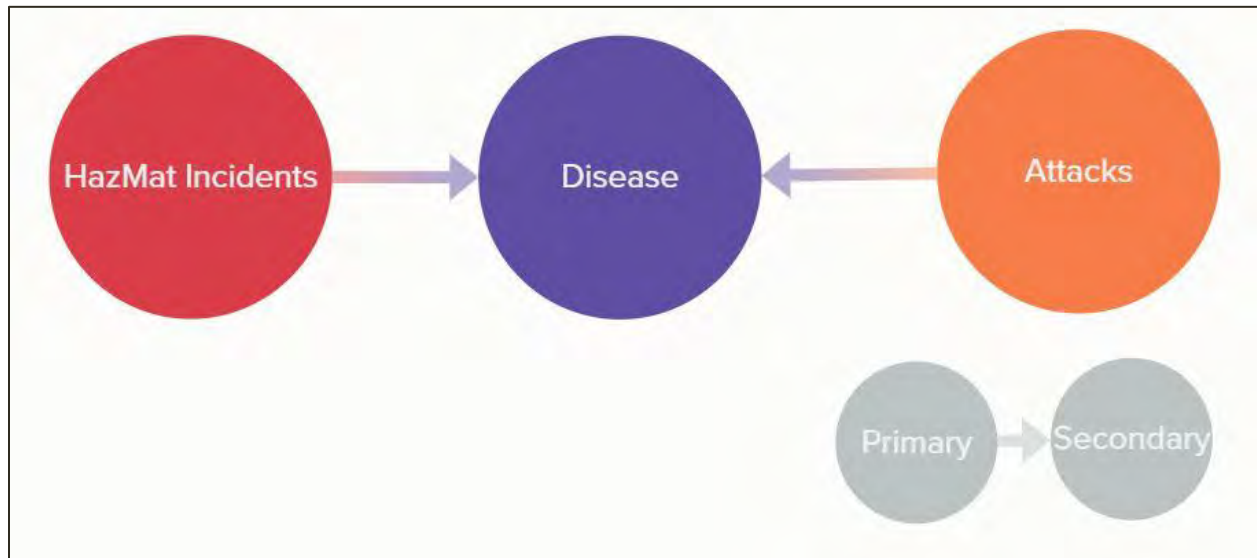 HazMat Incidents
Disease
Attacks
Primary
Secondary